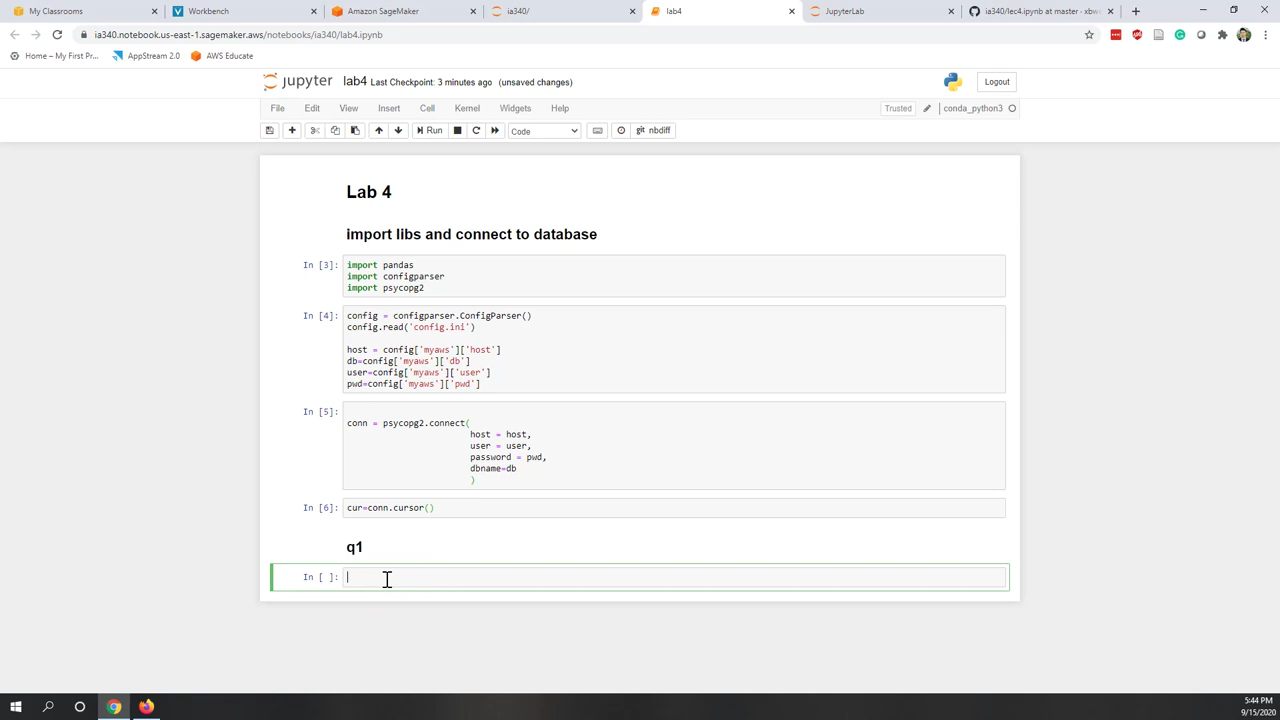 My Classrooms
Workbench
Amazon SageMaker
ia340/
lab4
JupyterLab
ia340/lec4.ipynb at master · xbw
ia340.notebook.us-east-1.sagemaker.aws/notebooks/ia340/lab4.ipynb
Home – My First Pr...
AppStream 2.0
AWS Educate
jupyter lab4 Last Checkpoint: 3 minutes ago (unsaved changes)
Logout
File Edit View Insert Cell Kernel Widgets Help
Trusted conda_python3
Run Code git nbdiff
Lab 4
import libs and connect to database
In [3]:
import pandas
import configparser
import psycopg2
In [4]:
config = configparser.ConfigParser()
config.read('config.ini')
host = config['myaws']['host']
db=config['myaws']['db']
user=config['myaws']['user']
pwd=config['myaws']['pwd']
In [5]:
conn = psycopg2.connect(
host = host,
user = user,
password = pwd,
dbname=db
)
In [6]:
cur=conn.cursor()
q1
In [ ]:
5:44 PM
9/15/2020